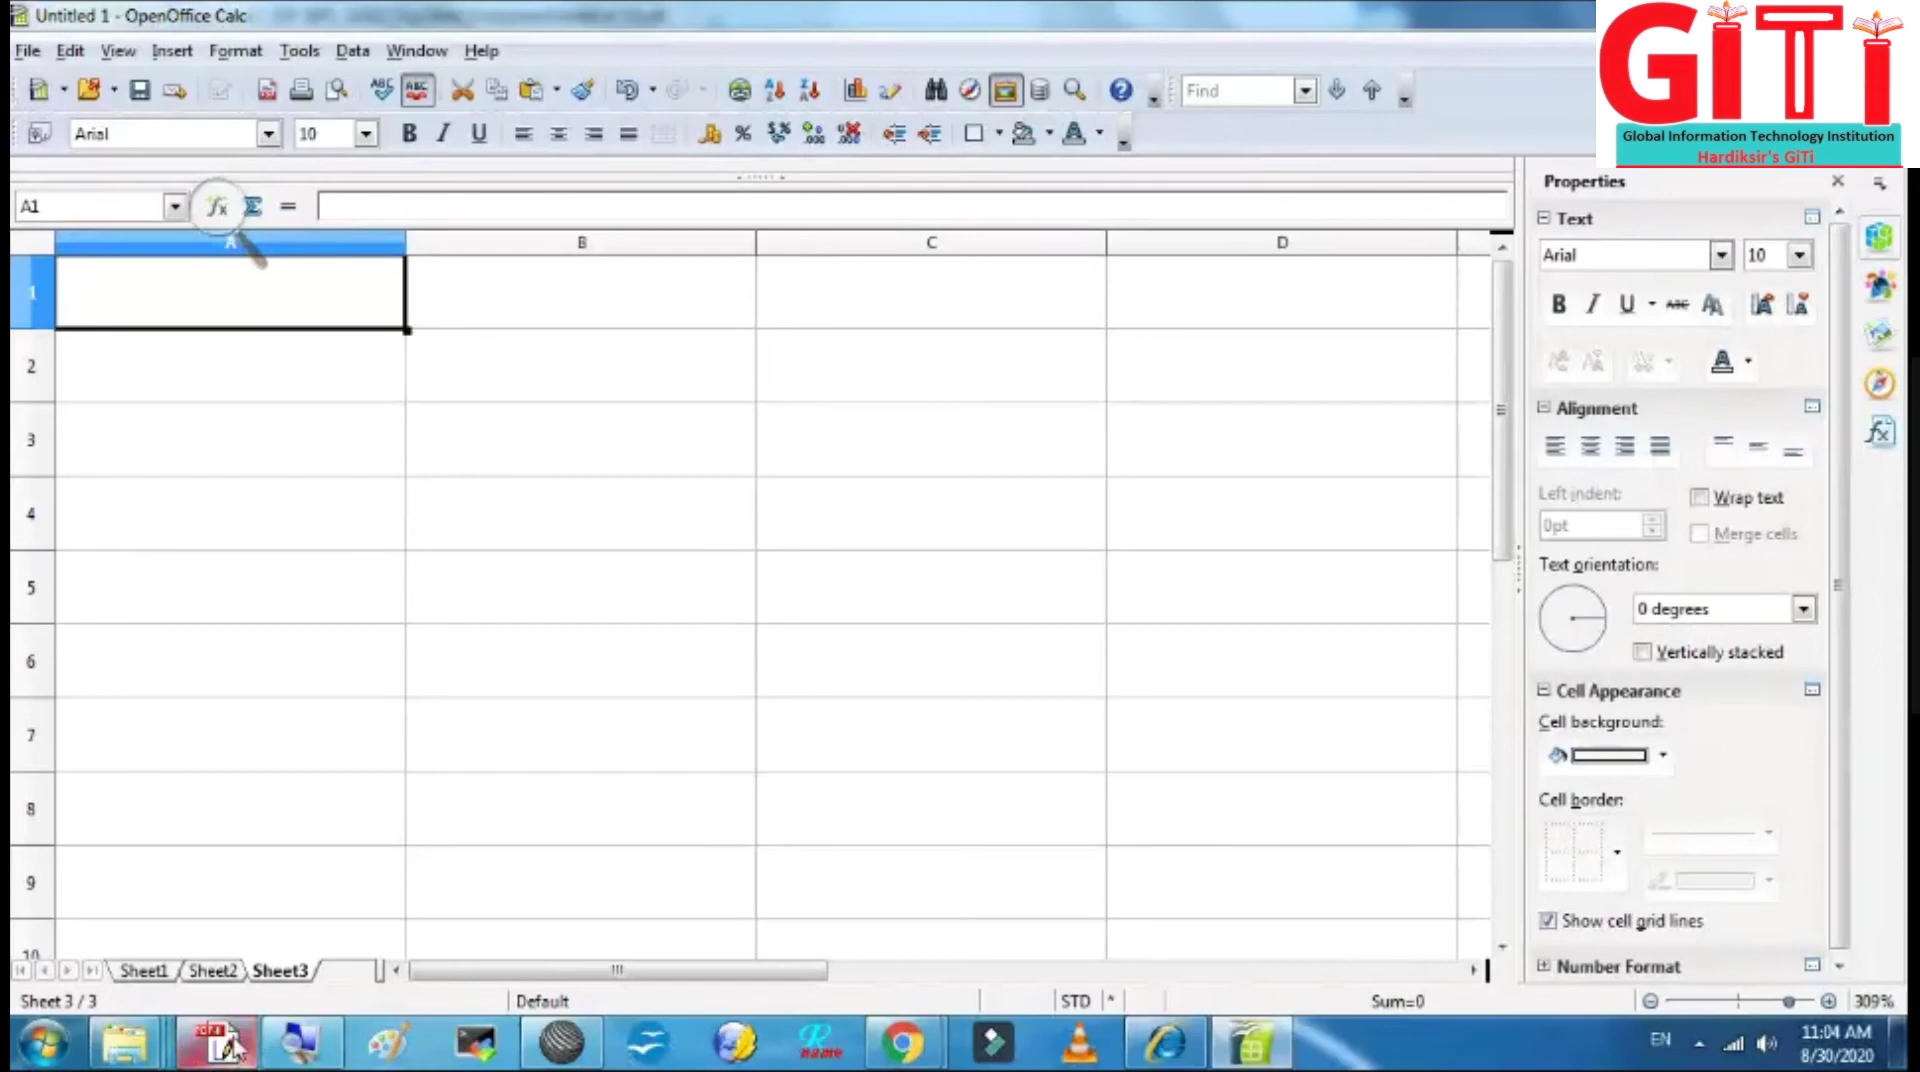 Untitled 1 - OpenOffice Calc
File Edit View Insert Format Tools Data Window Help
Find
Arial 10
A1
A B C D
1
2
3
4
5
6
7
8
9
10
Sheet1 Sheet2 Sheet3
Sheet 3 / 3 Default STD * Sum=0 309%
GiTi
Global Information Technology Institution
Hardiksir's GiTi
Properties
Text
Arial 10
Alignment
Left indent: Wrap text
0pt Merge cells
Text orientation:
0 degrees
Vertically stacked
Cell Appearance
Cell background:
Cell border:
Show cell grid lines
Number Format
PDF
name
EN
11:04 AM
8/30/2020